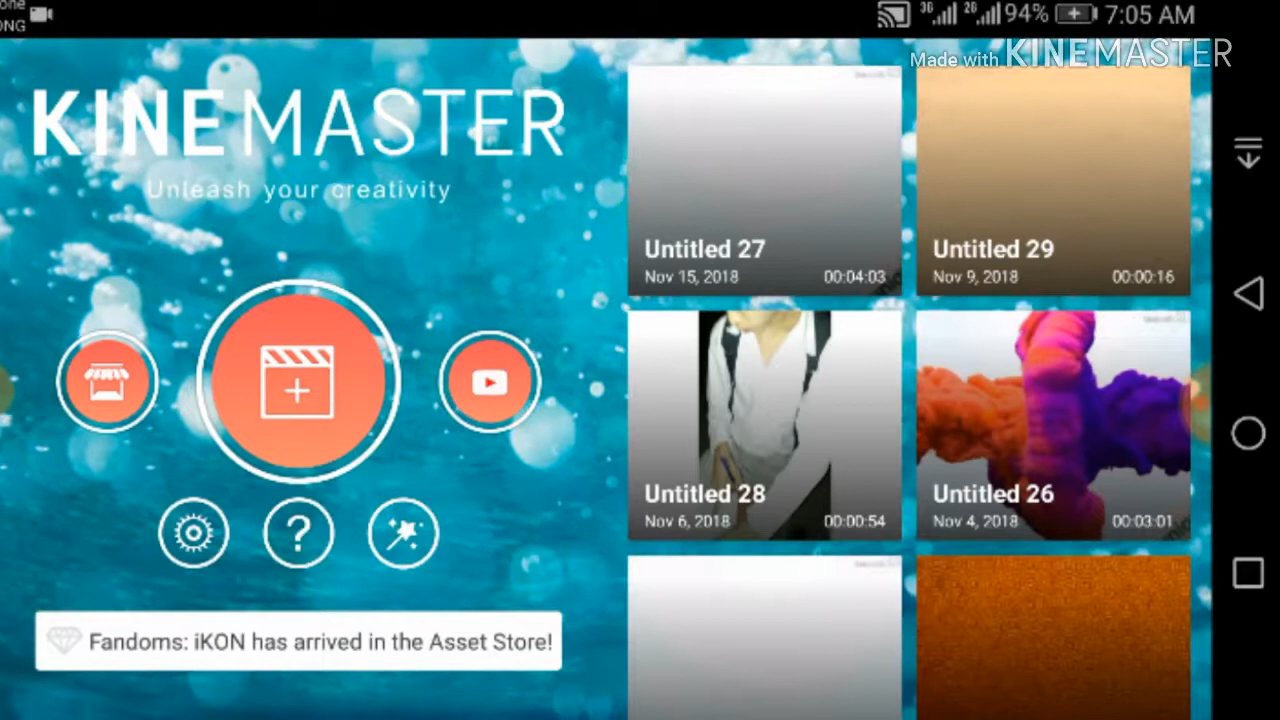 3G 2G 94% 7:05 AM
Made with KINEMASTER
KINEMASTER
Unleash your creativity
Untitled 27
Nov 15, 2018 00:04:03
Untitled 29
Nov 9, 2018 00:00:16
Untitled 28
Nov 6, 2018 00:00:54
Untitled 26
Nov 4, 2018 00:03:01
?
Fandoms: iKON has arrived in the Asset Store!